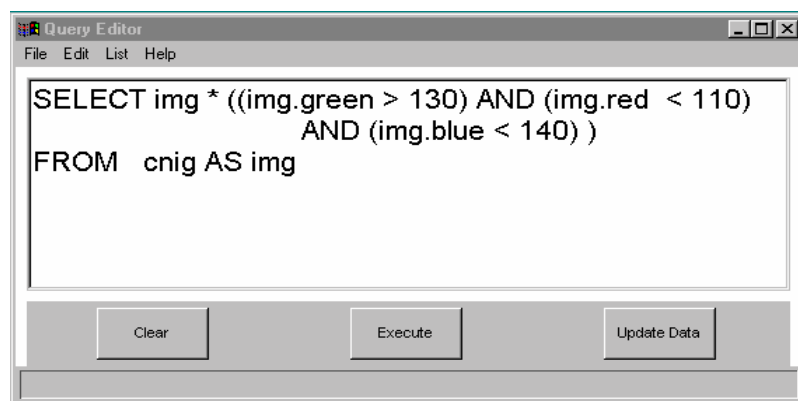 Query Editor
File Edit List Help
SELECT img * ((img.green > 130) AND (img.red < 110)
AND (img.blue < 140) )
FROM cnig AS img
Clear Execute Update Data